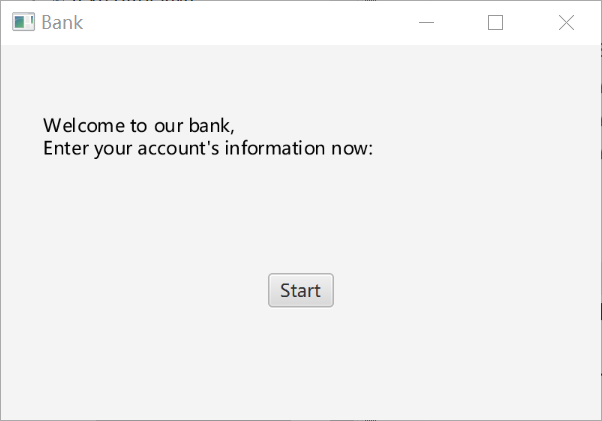 Bank
Welcome to our bank,
Enter your account's information now:
Start